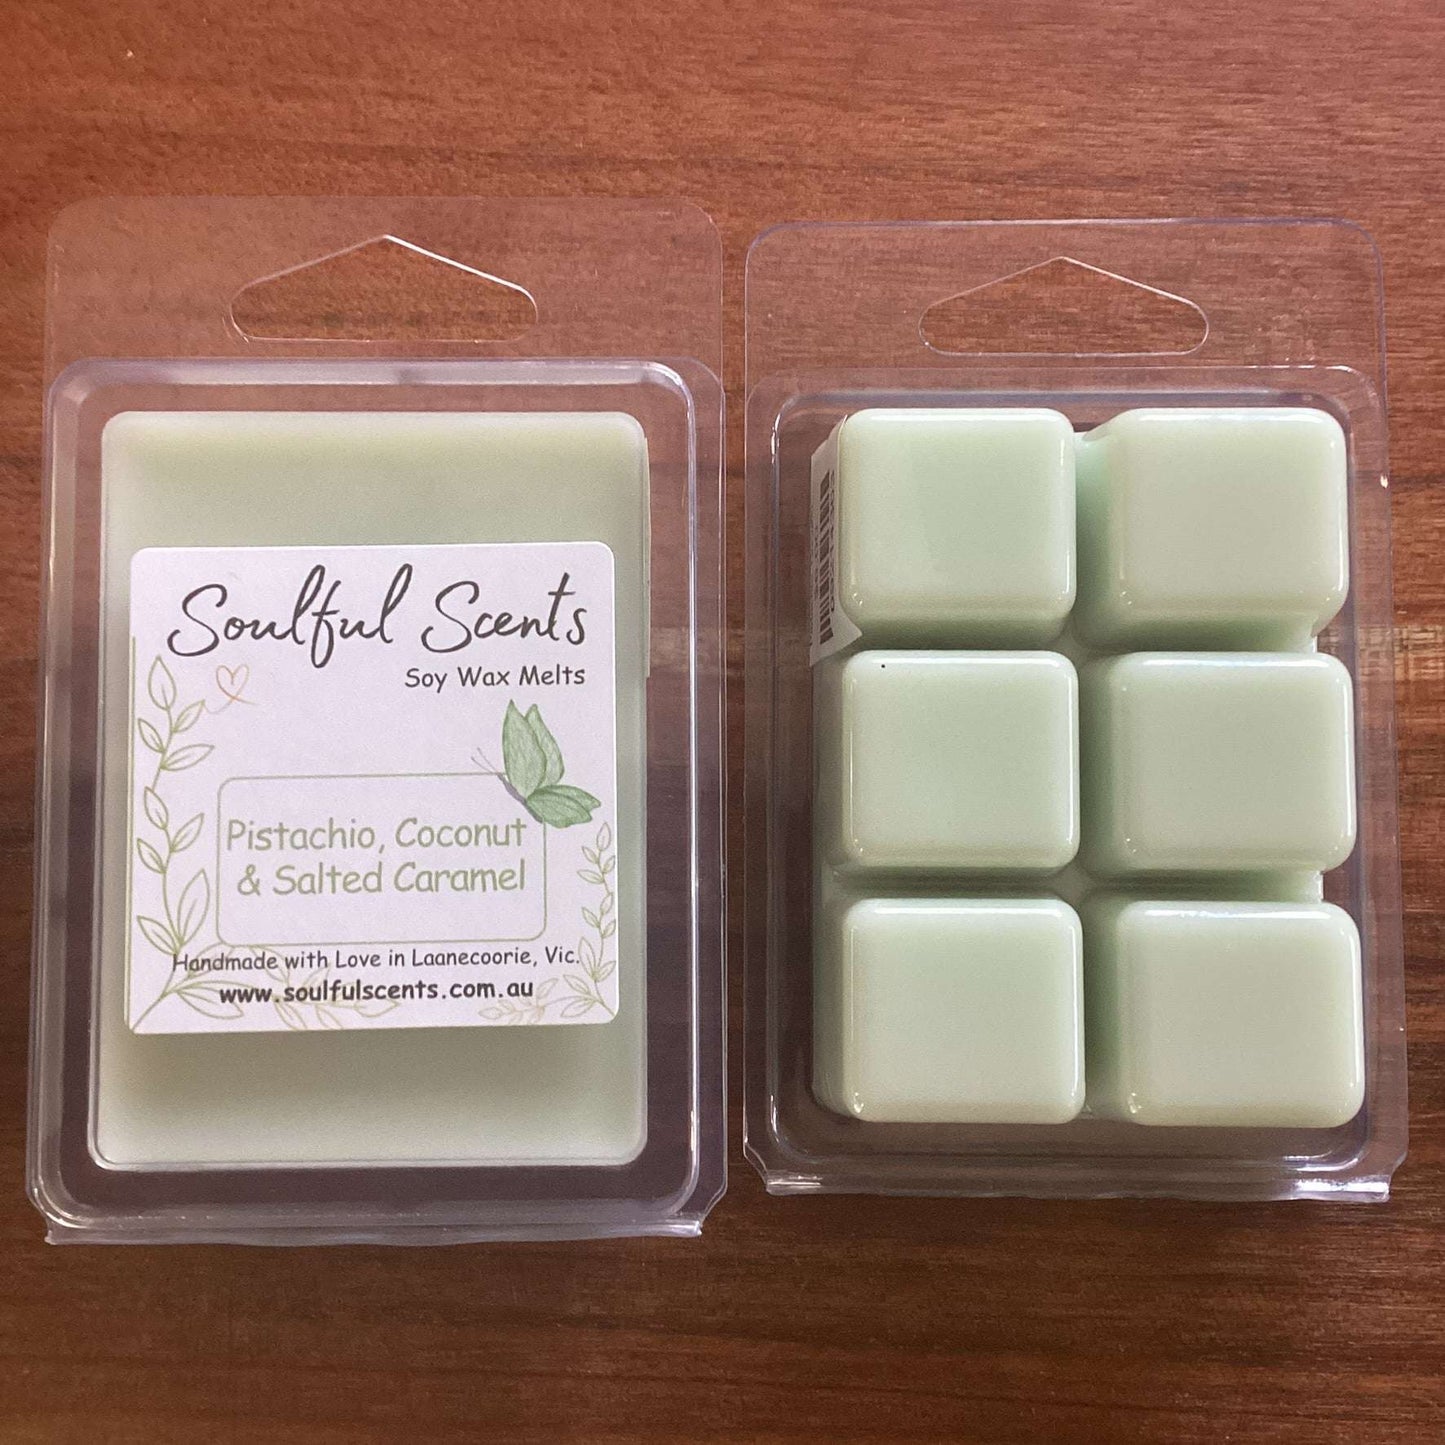 Soulful Scents
Soy Wax Melts
Pistachio, Coconut
& Salted Caramel
Handmade with Love in Laanecoorie, Vic.
www.soulfulscents.com.au